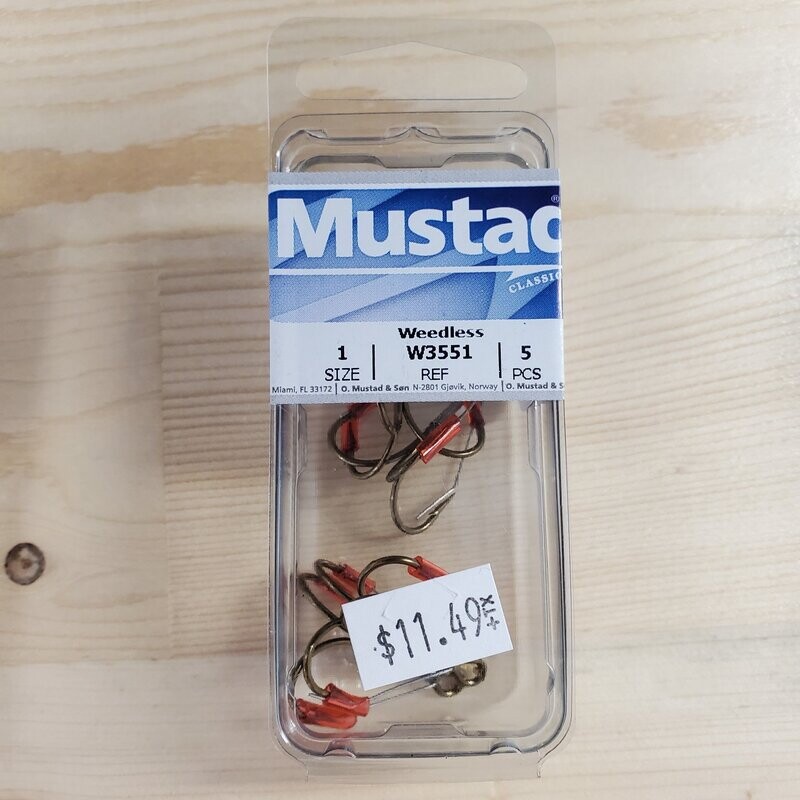 Mustad
®
CLASSIC
Weedless
1 W3551 5
SIZE REF PCS
Miami, FL 33172 | O. Mustad & Søn N-2801 Gjøvik, Norway | O. Mustad & S
$11.49